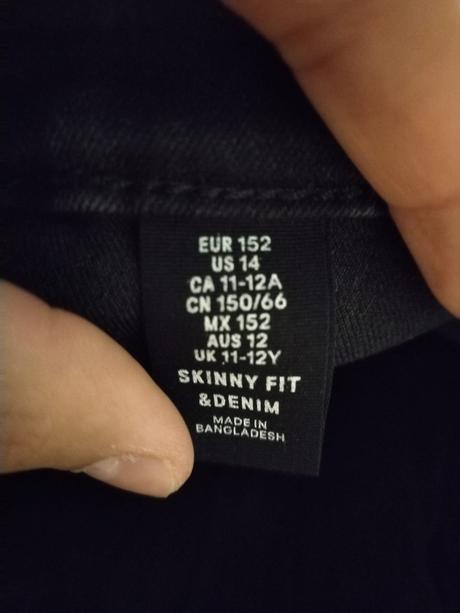 EUR 152
US 14
CA 11-12A
CN 150/66
MX 152
AUS 12
UK 11-12Y
SKINNY FIT
&DENIM
MADE IN
BANGLADESH